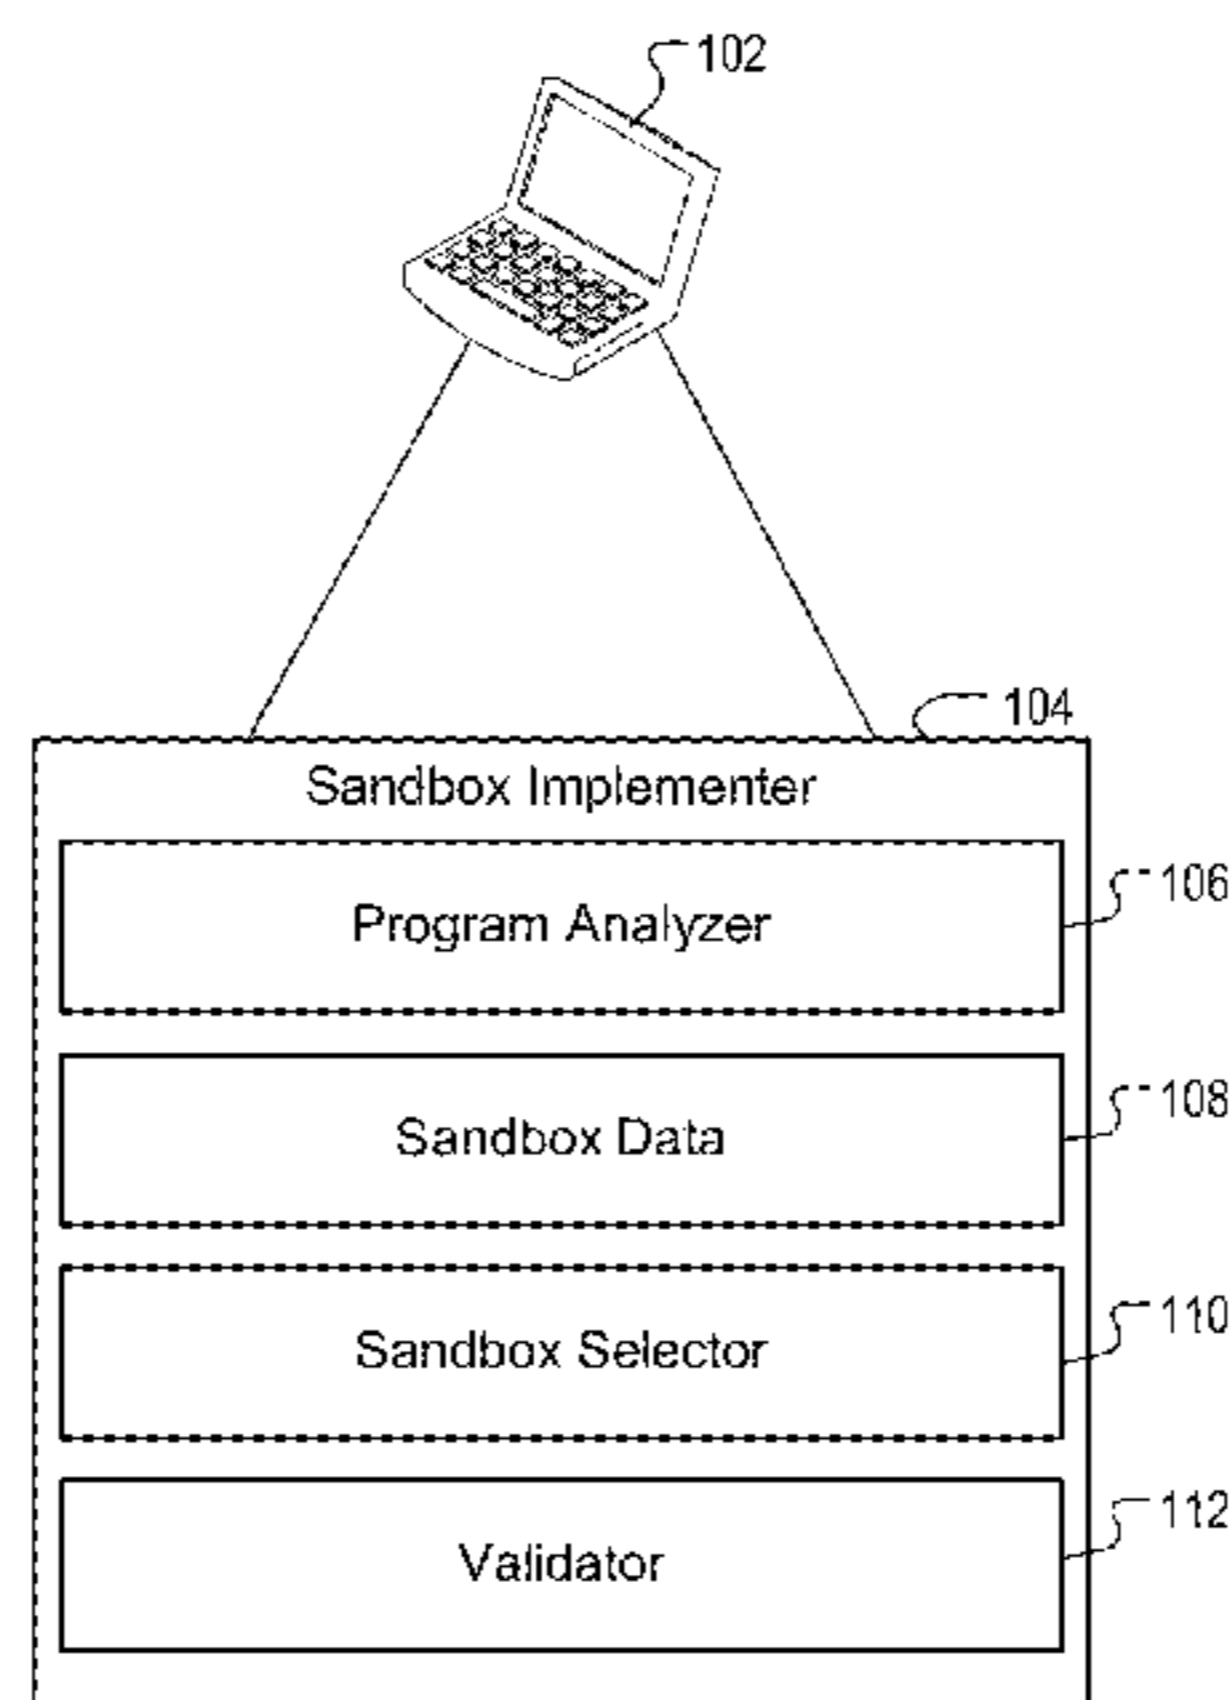 102
104
Sandbox Implementer
106
Program Analyzer
108
Sandbox Data
110
Sandbox Selector
112
Validator